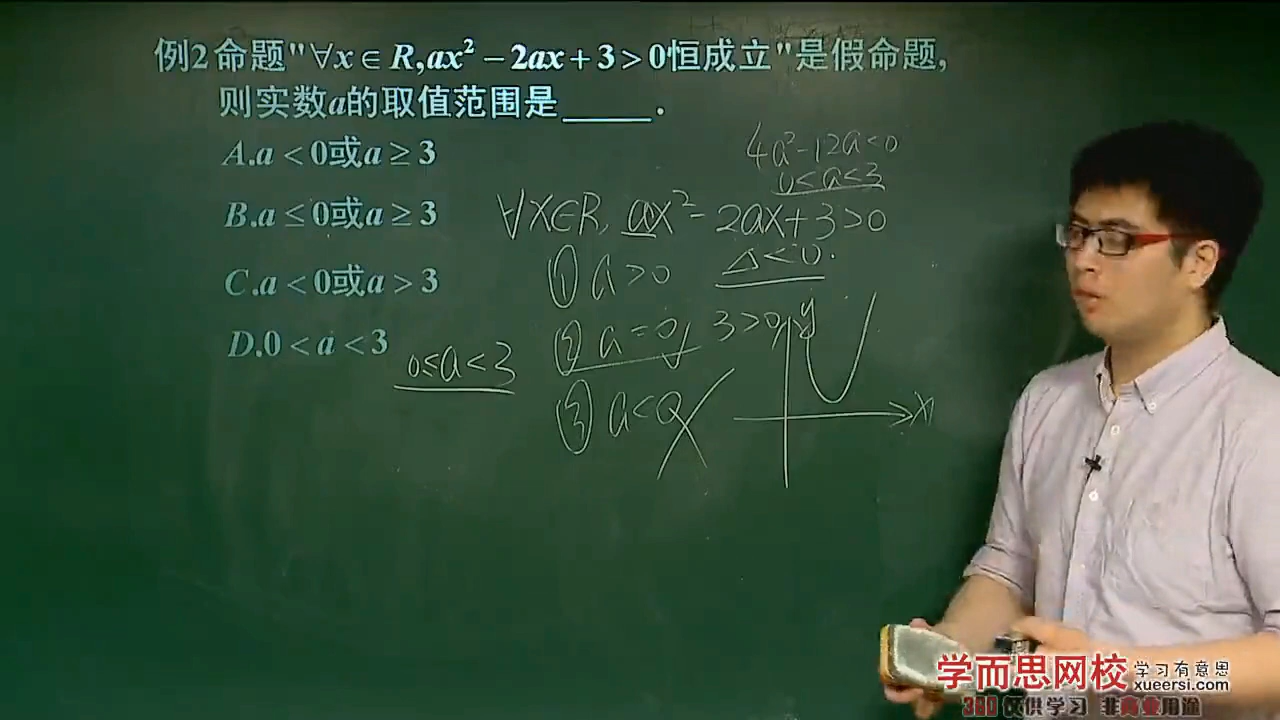 例2 命题"∀x∈R,ax²−2ax+3>0恒成立"是假命题,
则实数a的取值范围是_____.
A.a<0或a≥3
B.a≤0或a≥3
C.a<0或a>3
D.0<a<3
4a²-12a<0
0<a<3
∀x∈R, ax²-2ax+3>0
① a>0 △<0.
② a=0, 3>0,
③ a<0
0≤a<3
y
x
学而思网校 学习有意思
xueersi.com
360 仅供学习 非商业用途